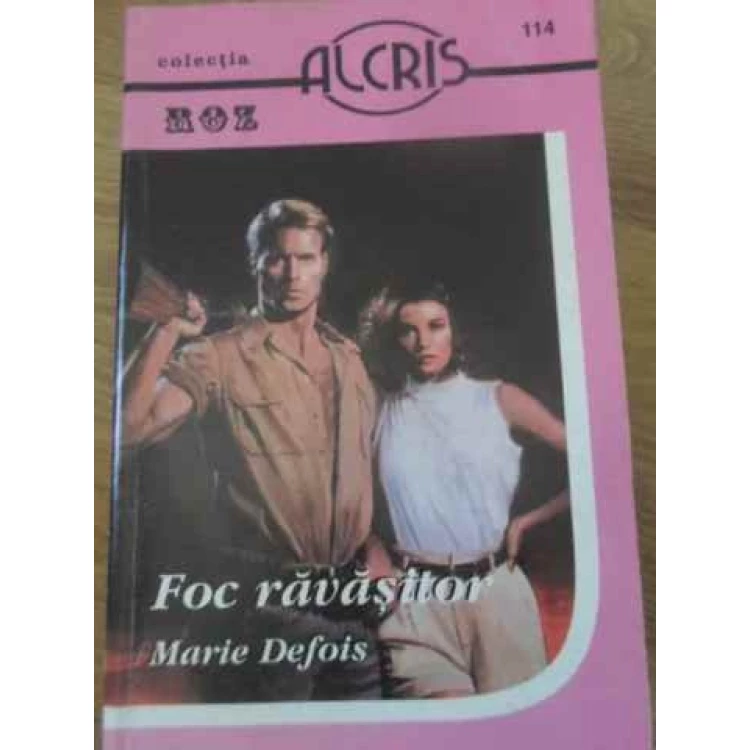 colecția
ALCRIS
114
ROZ
Foc răvășitor
Marie Defois